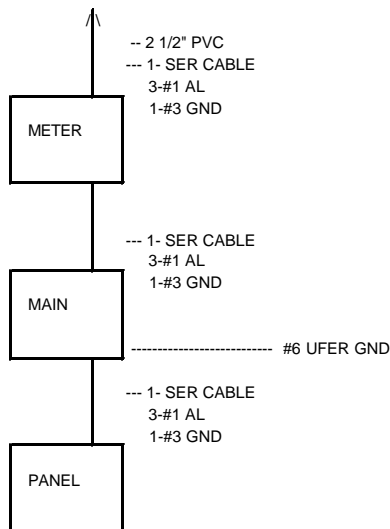 -- 2 1/2" PVC
--- 1- SER CABLE
3-#1 AL
1-#3 GND
METER
--- 1- SER CABLE
3-#1 AL
1-#3 GND
MAIN
--------------------------- #6 UFER GND
--- 1- SER CABLE
3-#1 AL
1-#3 GND
PANEL